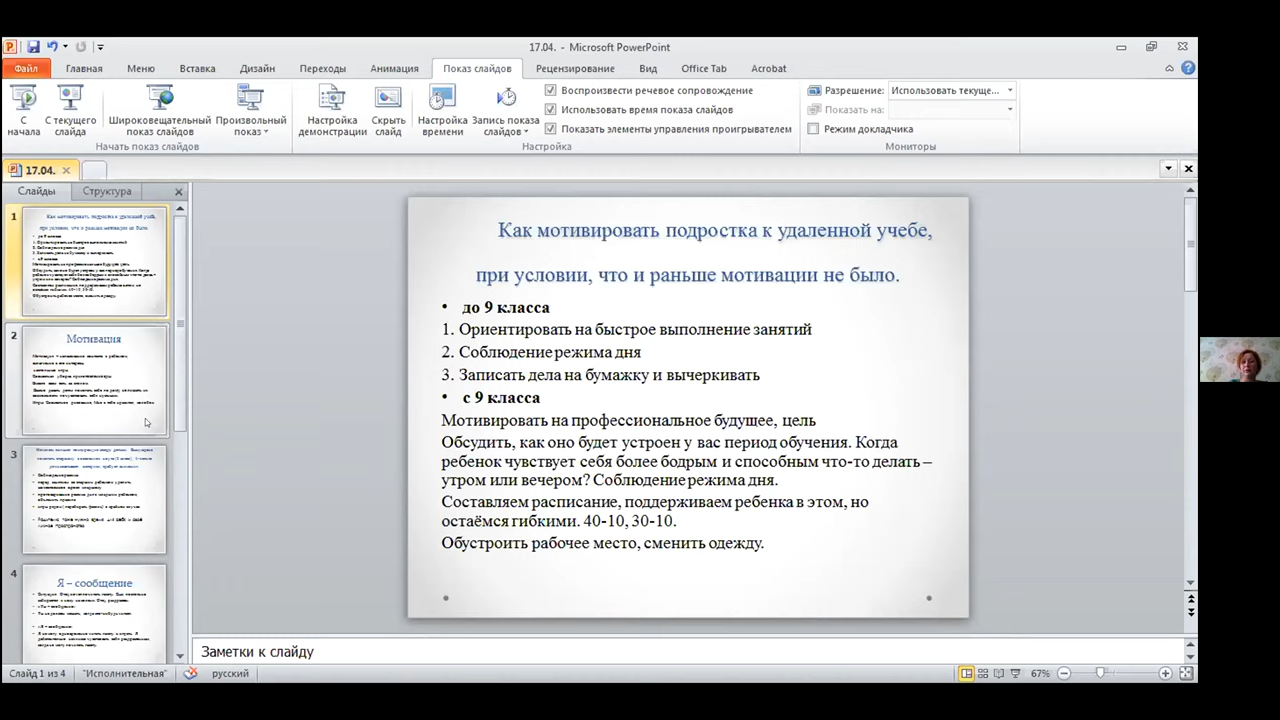 17.04. - Microsoft PowerPoint
Файл Главная Меню Вставка Дизайн Переходы Анимация Показ слайдов Рецензирование Вид Office Tab Acrobat
С начала
С текущего слайда
Широковещательный показ слайдов
Произвольный показ
Начать показ слайдов
Настройка демонстрации
Скрыть слайд
Настройка времени
Запись показа слайдов
Воспроизвести речевое сопровождение
Использовать время показа слайдов
Показать элементы управления проигрывателем
Настройка
Разрешение: Использовать текуще...
Показать на:
Режим докладчика
Мониторы
17.04.
Слайды Структура
1
2
Мотивация
3
4
Я – сообщение
Как мотивировать подростка к удаленной учебе,
при условии, что и раньше мотивации не было.
• до 9 класса
1. Ориентировать на быстрое выполнение занятий
2. Соблюдение режима дня
3. Записать дела на бумажку и вычеркивать
• с 9 класса
Мотивировать на профессиональное будущее, цель
Обсудить, как оно будет устроен у вас период обучения. Когда
ребенок чувствует себя более бодрым и способным что-то делать –
утром или вечером? Соблюдение режима дня.
Составляем расписание, поддерживаем ребенка в этом, но
остаёмся гибкими. 40-10, 30-10.
Обустроить рабочее место, сменить одежду.
Заметки к слайду
Слайд 1 из 4 "Исполнительная" русский 67%